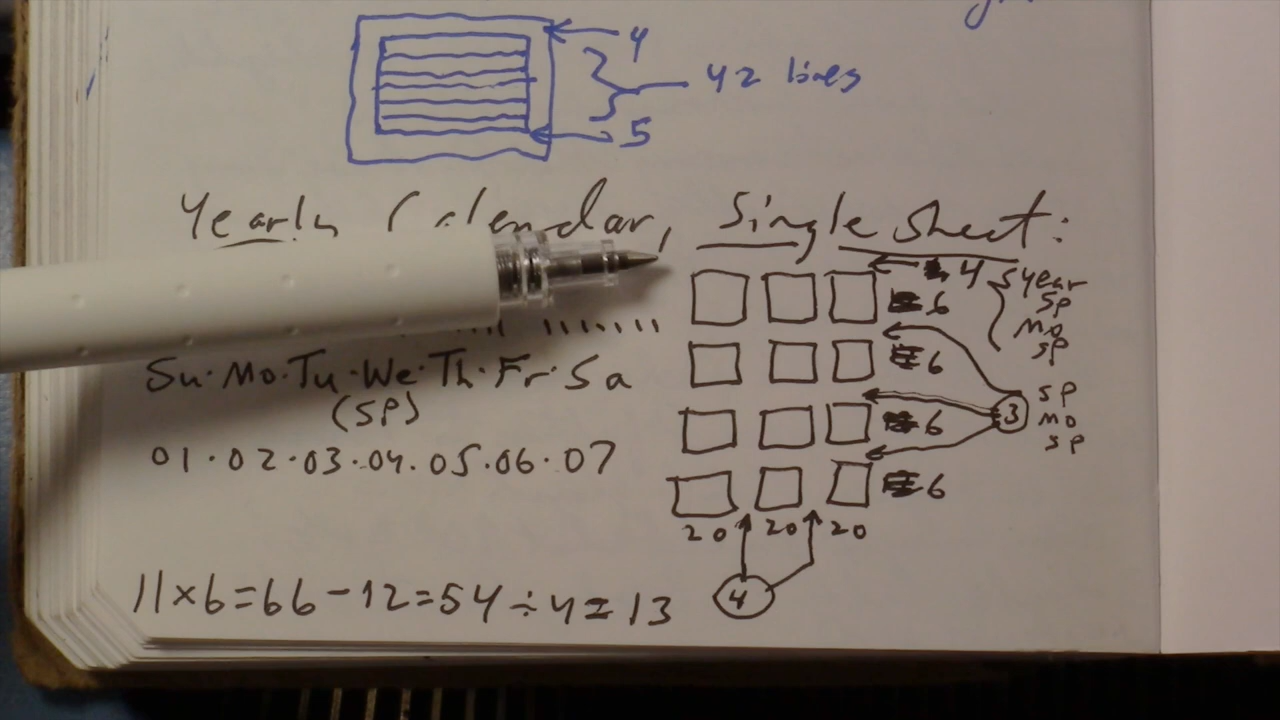 4
42 lines
5
Yearly Calendar, Single Sheet:
4 year
6 SP
MO
SP
6
Su·Mo·Tu·We·Th·Fr·Sa
(SP)
SP
6 3 MO
SP
01·02·03·04·05·06·07
6
20 20 20
4
11×6=66-12=54÷4=13